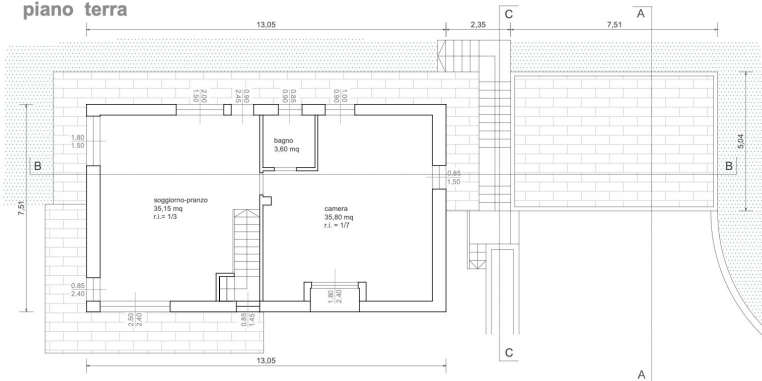 piano terra
13,05
2,35
7,51
C
A
1.50
2.00
2.45
0.90
0.90
0.85
0.90
1.00
1.80
1.50
bagno
3,60 mq
5,04
B
B
0.85
1.50
7,51
soggiorno-pranzo
35,15 mq
r.i.= 1/3
camera
35,80 mq
r.i. = 1/7
0.85
2.40
1.80
2.40
2.50
2.40
0.85
1.45
13,05
C
A